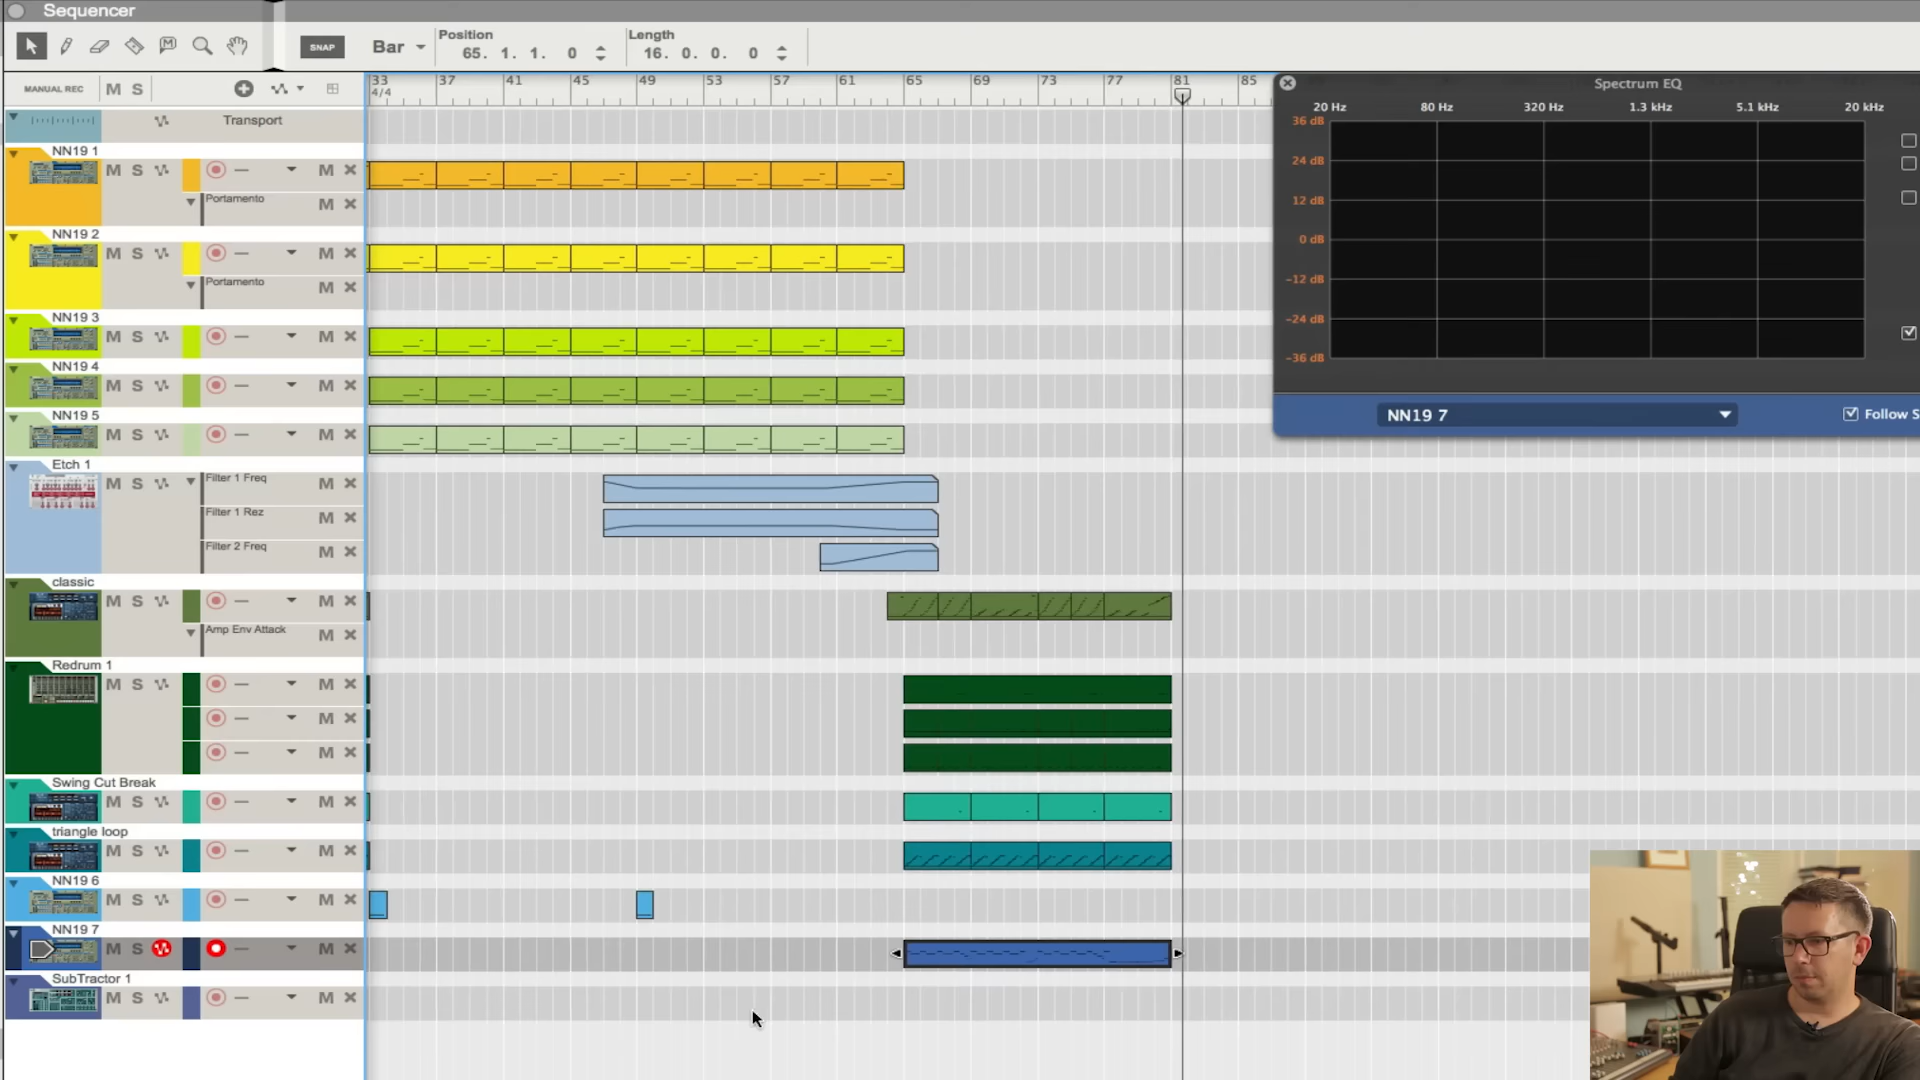 Sequencer
SNAP
Bar
Position
65. 1. 1. 0
Length
16. 0. 0. 0
MANUAL REC
M S
33 37 41 45 49 53 57 61 65 69 73 77 81 85
4/4
Transport
NN19 1
M S
M
Portamento
M
NN19 2
M S
M
Portamento
M
NN19 3
M S
M
NN19 4
M S
M
NN19 5
M S
M
Etch 1
M S
Filter 1 Freq
M
Filter 1 Rez
M
Filter 2 Freq
M
classic
M S
M
Amp Env Attack
M
Redrum 1
M S
M
M
M
Swing Cut Break
M S
M
triangle loop
M S
M
NN19 6
M S
M
NN19 7
M S
M
SubTractor 1
M S
M
Spectrum EQ
20 Hz 80 Hz 320 Hz 1.3 kHz 5.1 kHz 20 kHz
36 dB
24 dB
12 dB
0 dB
-12 dB
-24 dB
-36 dB
NN19 7
Follow S